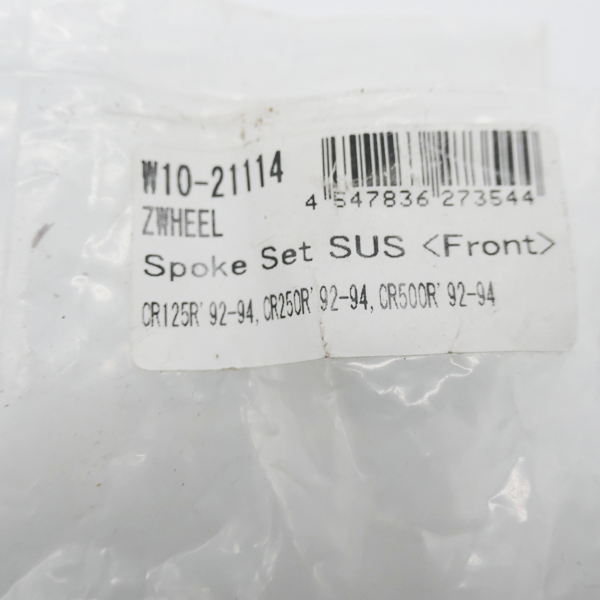 W10-21114
4 547836 273544
ZWHEEL
Spoke Set SUS <Front>
CR125R' 92-94, CR250R' 92-94, CR500R' 92-94